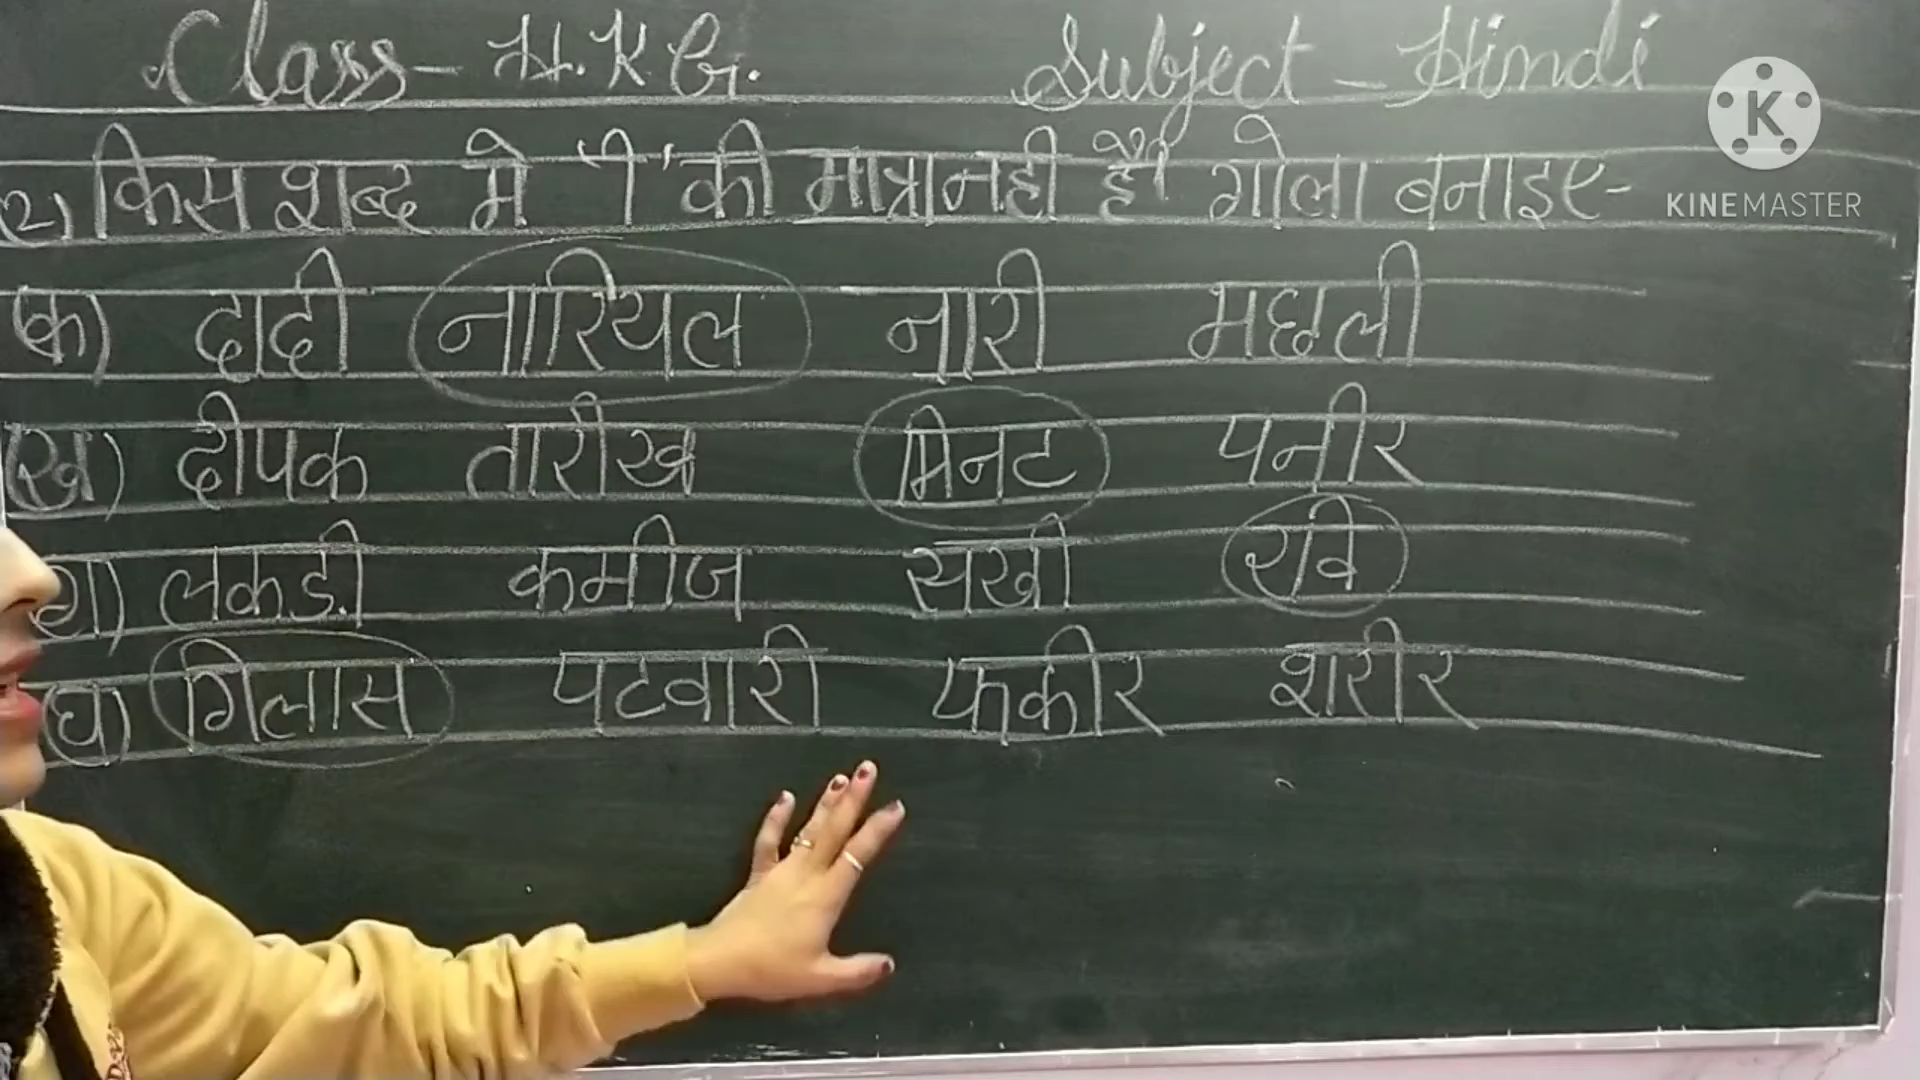 Class - H.K.G. Subject - Hindi
K
KINEMASTER
2) किस शब्द मे 'ी' की मात्रा नही है। गोला बनाइए-
क) दादी नारियल नारी मछली
ख) दीपक तारीख मिनट पनीर
ग) लकड़ी कमीज सखी रवि
घ) गिलास पटवारी फकीर शरीर